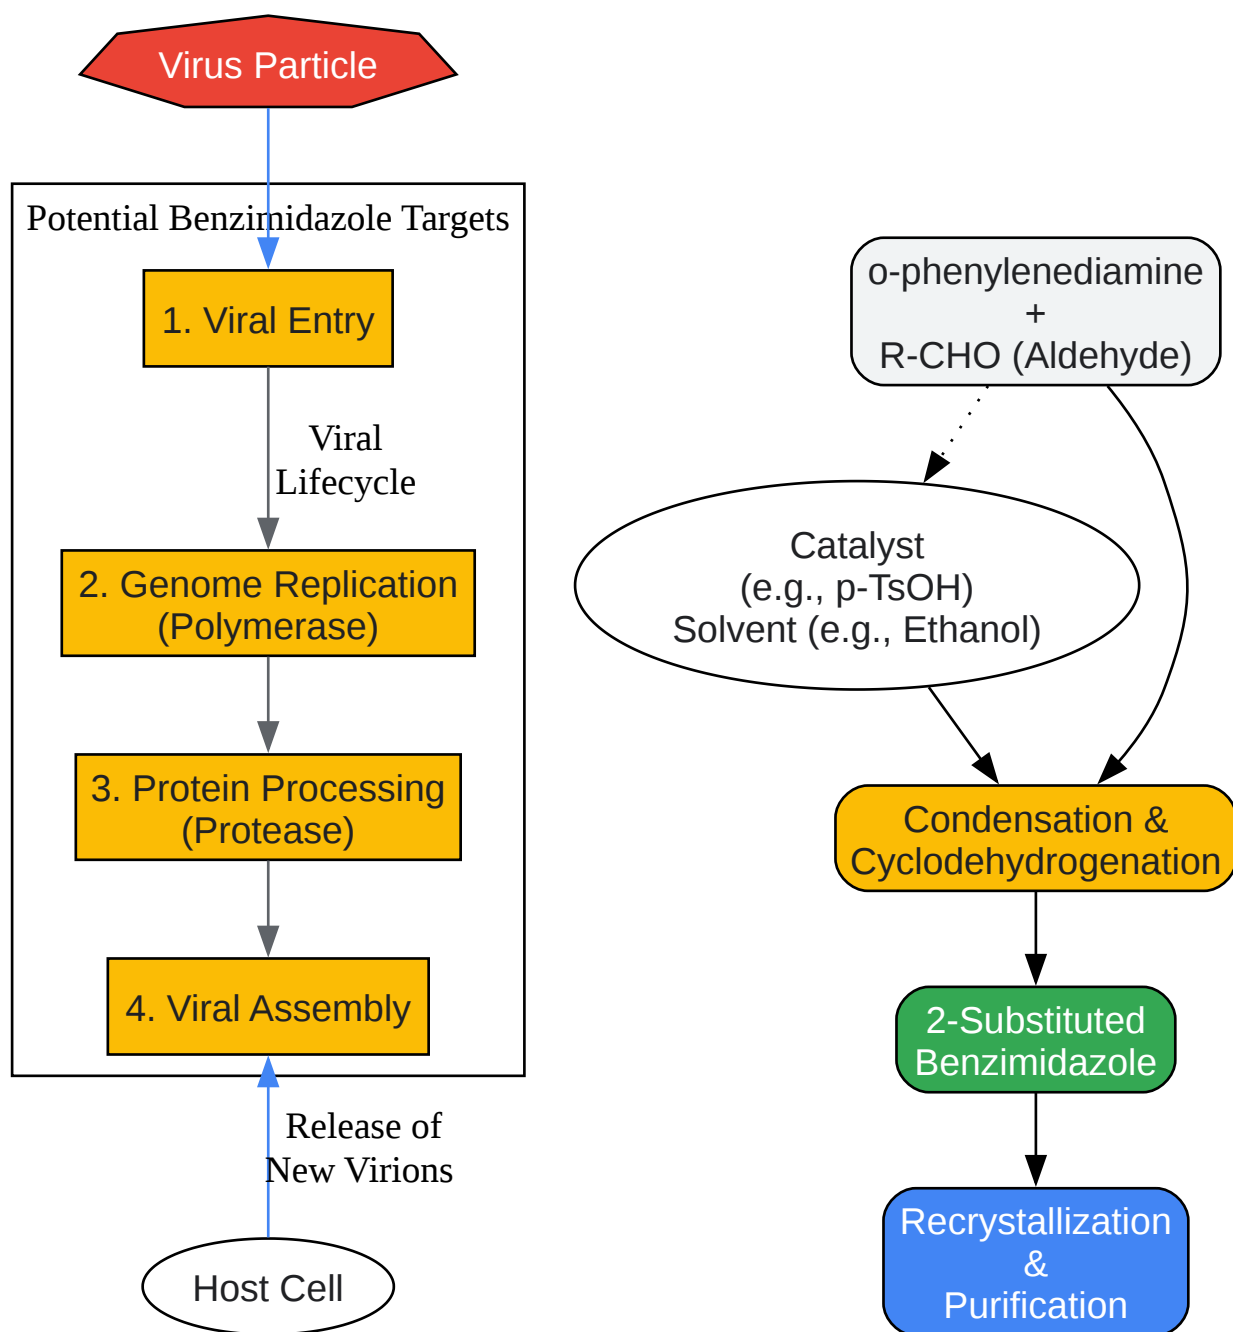 Virus Particle
Potential Benzimidazole Targets
1. Viral Entry
Viral
Lifecycle
2. Genome Replication
(Polymerase)
3. Protein Processing
(Protease)
4. Viral Assembly
Release of
New Virions
Host Cell
o-phenylenediamine
+
R-CHO (Aldehyde)
Catalyst
(e.g., p-TsOH)
Solvent (e.g., Ethanol)
Condensation &
Cyclodehydrogenation
2-Substituted
Benzimidazole
Recrystallization
&
Purification